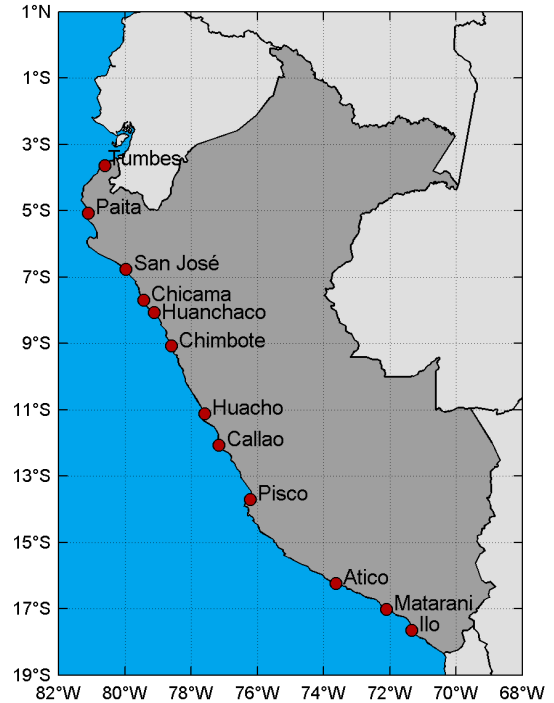 1°N
1°S
3°S
Tumbes
5°S
Paita
San José
7°S
Chicama
Huanchaco
9°S
Chimbote
11°S
Huacho
Callao
13°S
Pisco
15°S
Atico
17°S
Matarani
Ilo
19°S
82°W 80°W 78°W 76°W 74°W 72°W 70°W 68°W